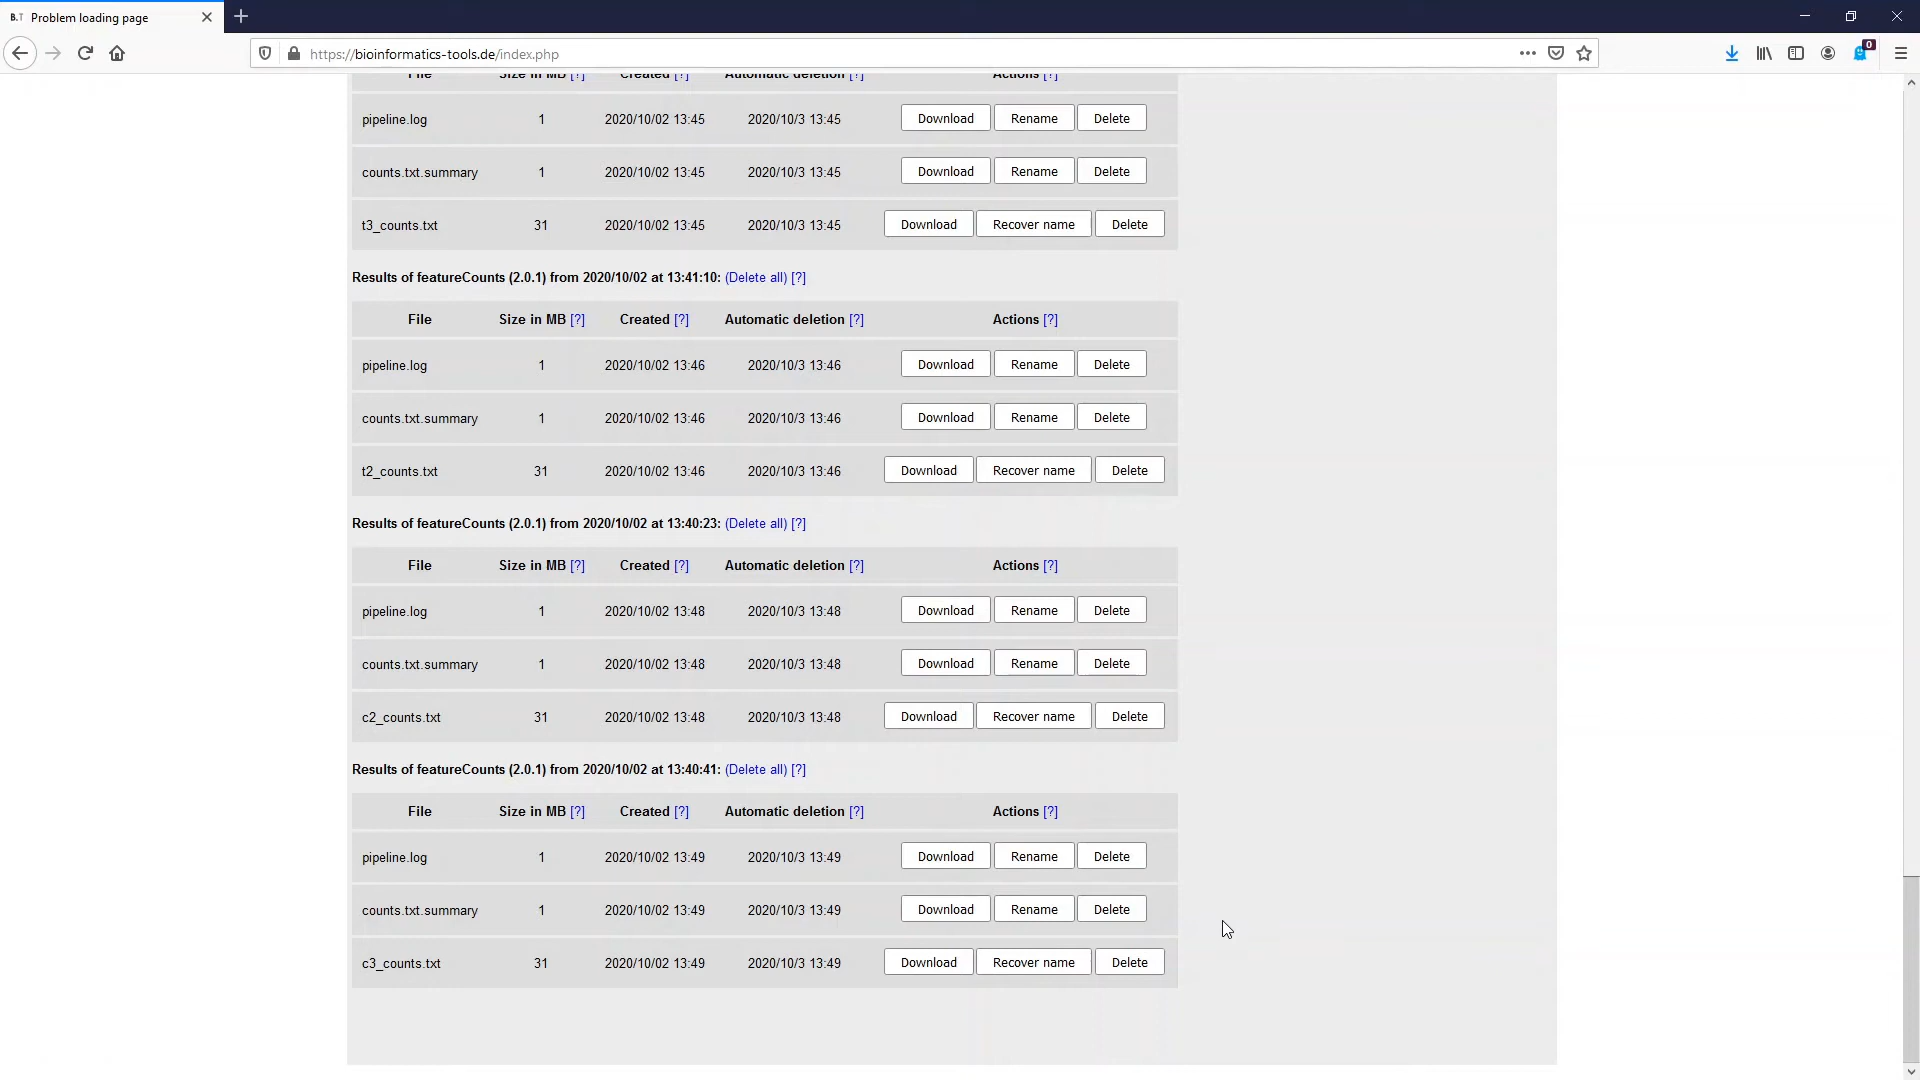 B.T Problem loading page
https://bioinformatics-tools.de/index.php
0
File Size in MB [?] Created [?] Automatic deletion [?] Actions [?]
pipeline.log 1 2020/10/02 13:45 2020/10/3 13:45 Download Rename Delete
counts.txt.summary 1 2020/10/02 13:45 2020/10/3 13:45 Download Rename Delete
t3_counts.txt 31 2020/10/02 13:45 2020/10/3 13:45 Download Recover name Delete
Results of featureCounts (2.0.1) from 2020/10/02 at 13:41:10: (Delete all) [?]
File Size in MB [?] Created [?] Automatic deletion [?] Actions [?]
pipeline.log 1 2020/10/02 13:46 2020/10/3 13:46 Download Rename Delete
counts.txt.summary 1 2020/10/02 13:46 2020/10/3 13:46 Download Rename Delete
t2_counts.txt 31 2020/10/02 13:46 2020/10/3 13:46 Download Recover name Delete
Results of featureCounts (2.0.1) from 2020/10/02 at 13:40:23: (Delete all) [?]
File Size in MB [?] Created [?] Automatic deletion [?] Actions [?]
pipeline.log 1 2020/10/02 13:48 2020/10/3 13:48 Download Rename Delete
counts.txt.summary 1 2020/10/02 13:48 2020/10/3 13:48 Download Rename Delete
c2_counts.txt 31 2020/10/02 13:48 2020/10/3 13:48 Download Recover name Delete
Results of featureCounts (2.0.1) from 2020/10/02 at 13:40:41: (Delete all) [?]
File Size in MB [?] Created [?] Automatic deletion [?] Actions [?]
pipeline.log 1 2020/10/02 13:49 2020/10/3 13:49 Download Rename Delete
counts.txt.summary 1 2020/10/02 13:49 2020/10/3 13:49 Download Rename Delete
c3_counts.txt 31 2020/10/02 13:49 2020/10/3 13:49 Download Recover name Delete